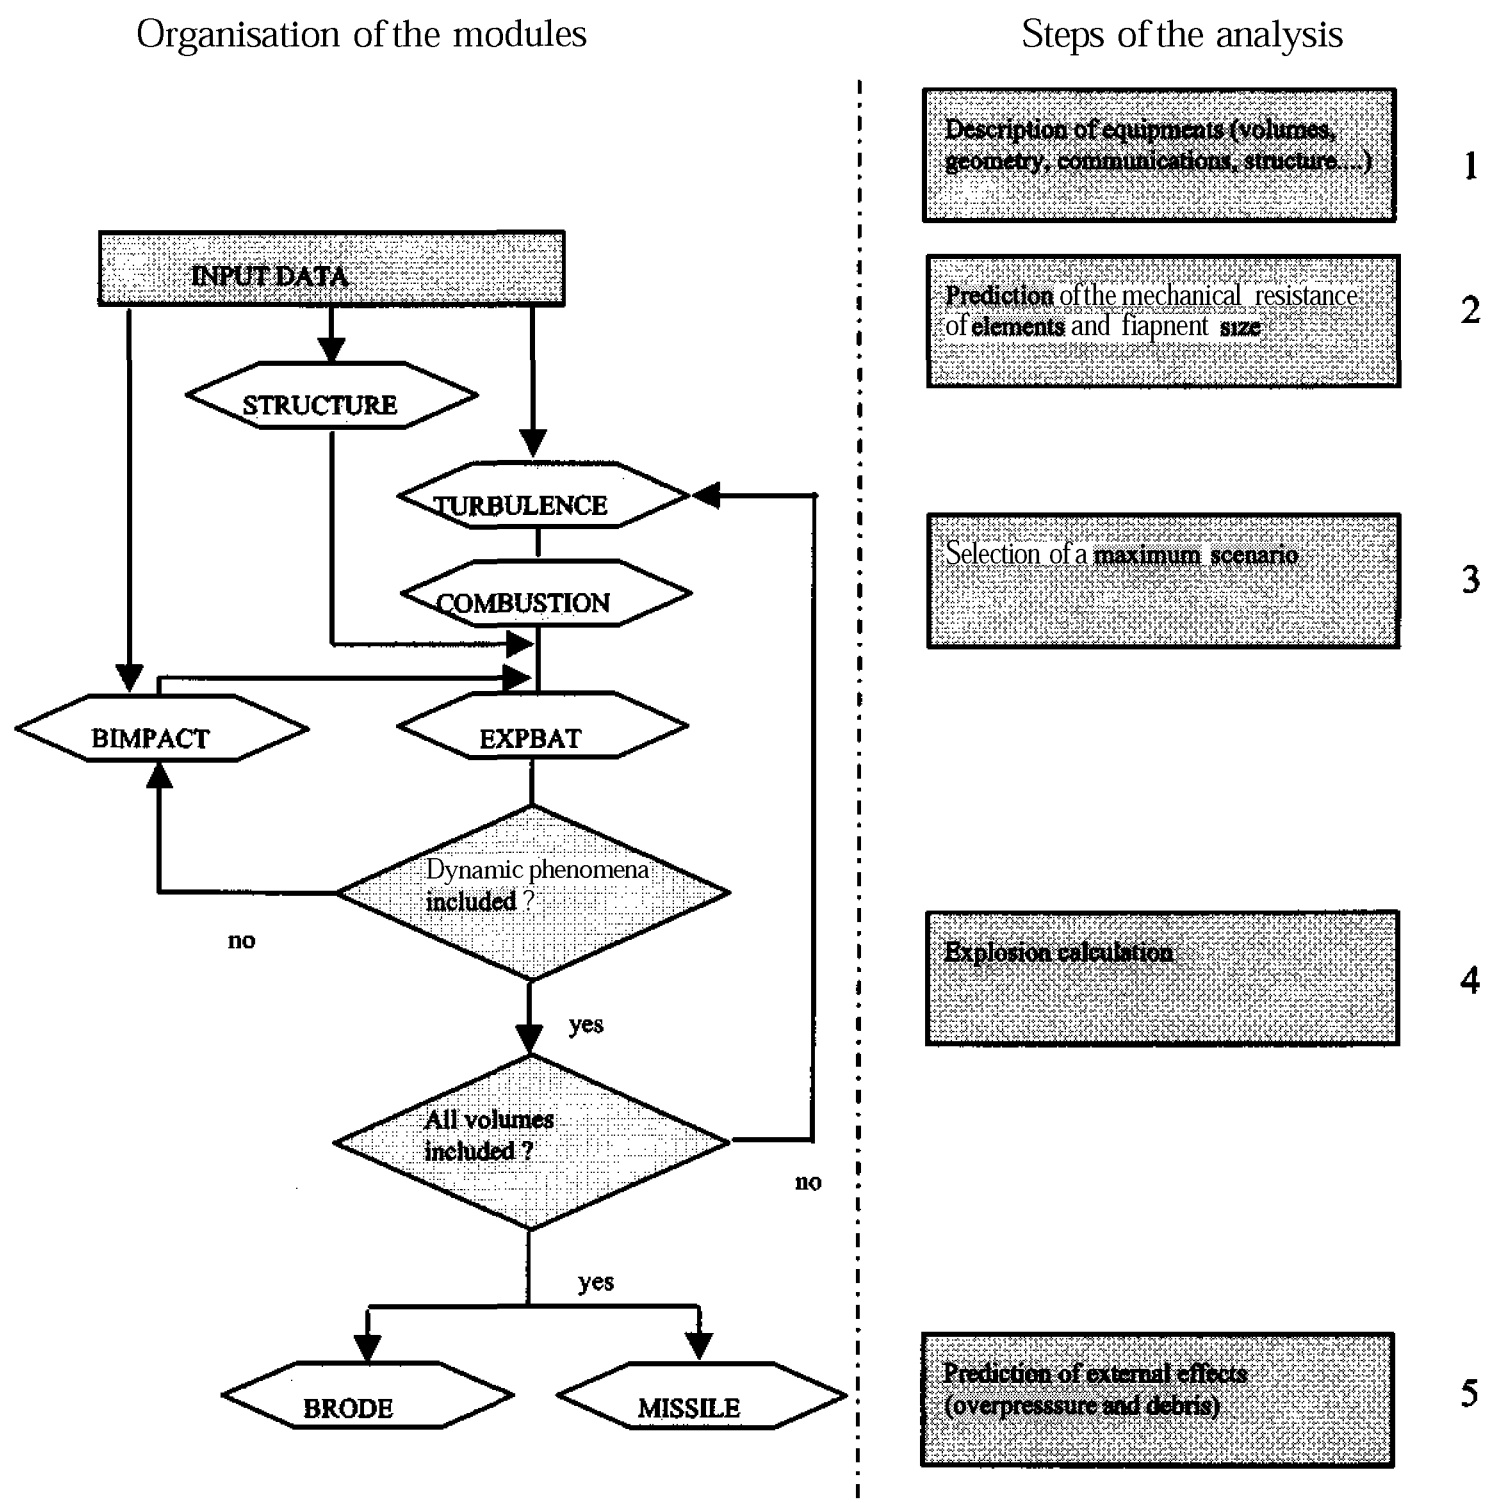 Organisation of the modules
Steps of the analysis
Description of equipments (volumes,
geometry, communications, structure....)
1
INPUT DATA
Prediction of the mechanical resistance
of elements and fiapnent size
2
STRUCTURE
TURBULENCE
Selection of a maximum scenario
3
COMBUSTION
BIMPACT
EXPBAT
Dynamic phenomena
included ?
no
Explosion calculation
4
yes
All volumes
included ?
no
yes
BRODE
MISSILE
Prediction of external effects
(overpresssure and debris)
5